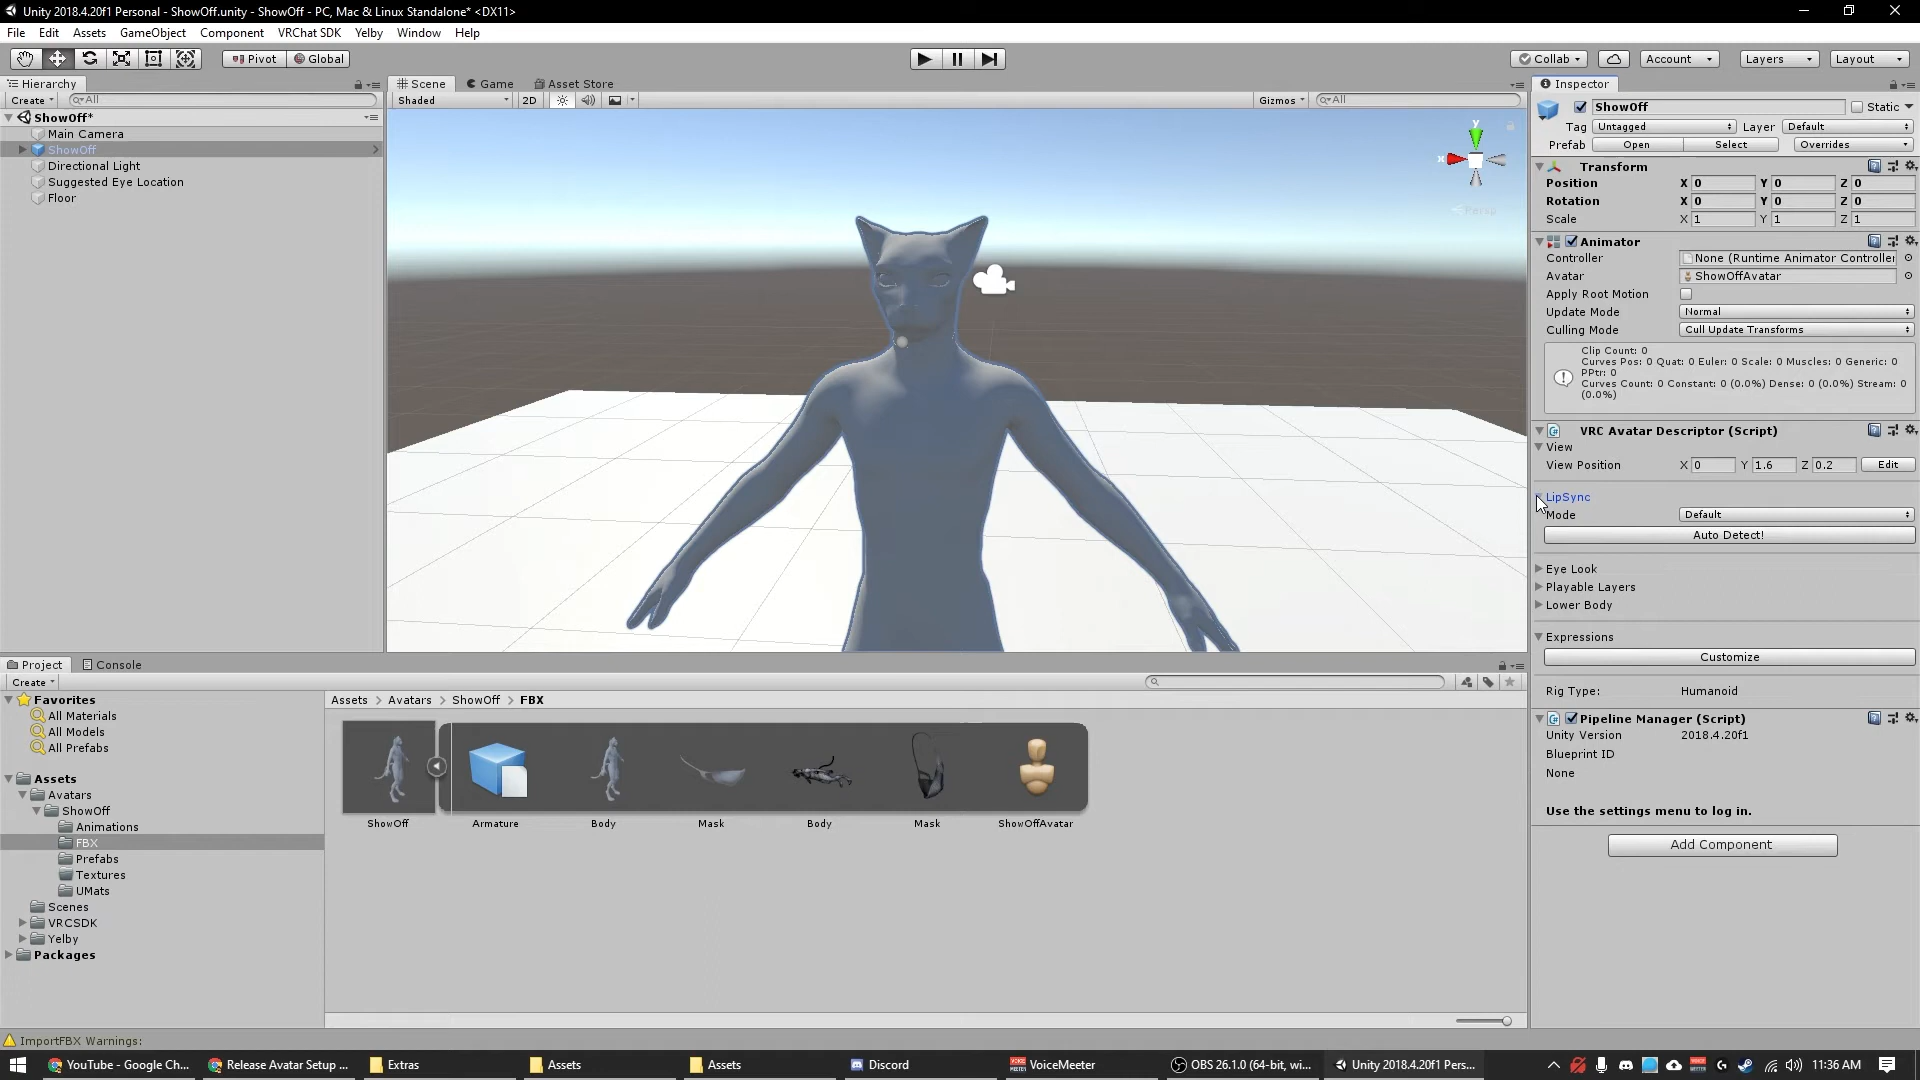 Unity 2018.4.20f1 Personal - ShowOff.unity - ShowOff - PC, Mac & Linux Standalone* <DX11>
File Edit Assets GameObject Component VRChat SDK Yelby Window Help
Pivot Global Collab Account Layers Layout
Hierarchy
Create All
ShowOff*
Main Camera
ShowOff
Directional Light
Suggested Eye Location
Floor
Scene Game Asset Store
Shaded 2D Gizmos All
y
x
Persp
Inspector
ShowOff Static
Tag Untagged Layer Default
Prefab Open Select Overrides
Transform
Position X 0 Y 0 Z 0
Rotation X 0 Y 0 Z 0
Scale X 1 Y 1 Z 1
Animator
Controller None (Runtime Animator Controller
Avatar ShowOffAvatar
Apply Root Motion
Update Mode Normal
Culling Mode Cull Update Transforms
Clip Count: 0
Curves Pos: 0 Quat: 0 Euler: 0 Scale: 0 Muscles: 0 Generic: 0
PPtr: 0
Curves Count: 0 Constant: 0 (0.0%) Dense: 0 (0.0%) Stream: 0
(0.0%)
VRC Avatar Descriptor (Script)
View
View Position X 0 Y 1.6 Z 0.2 Edit
LipSync
Mode Default
Auto Detect!
Eye Look
Playable Layers
Lower Body
Expressions
Customize
Rig Type: Humanoid
Pipeline Manager (Script)
Unity Version 2018.4.20f1
Blueprint ID
None
Use the settings menu to log in.
Add Component
Project Console
Create
Favorites
All Materials
All Models
All Prefabs
Assets
Avatars
ShowOff
Animations
FBX
Prefabs
Textures
UMats
Scenes
VRCSDK
Yelby
Packages
Assets > Avatars > ShowOff > FBX
ShowOff Armature Body Mask Body Mask ShowOffAvatar
ImportFBX Warnings:
YouTube - Google Ch... Release Avatar Setup ... Extras Assets Assets Discord VoiceMeeter OBS 26.1.0 (64-bit, wi... Unity 2018.4.20f1 Pers... 11:36 AM